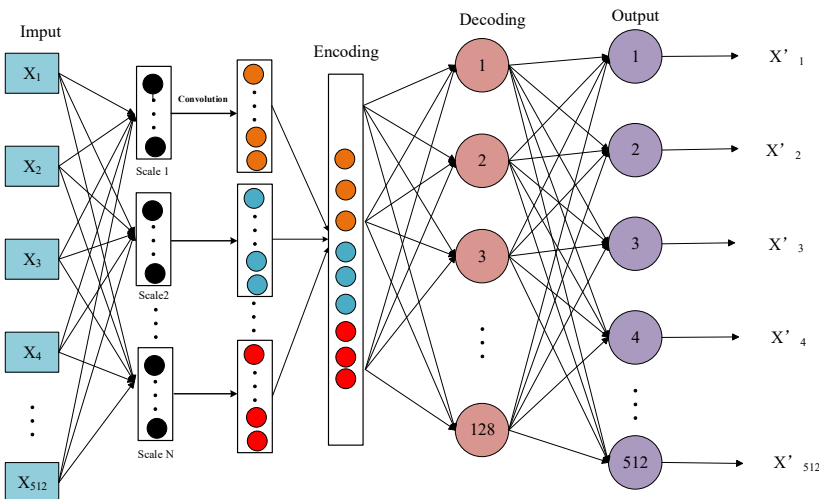 Imput
X1
X2
X3
X4
X512
Scale 1
Scale2
Scale N
Convolution
Encoding
Decoding
1
2
3
128
Output
1
2
3
4
512
X’ 1
X’ 2
X’ 3
X’ 4
X’ 512